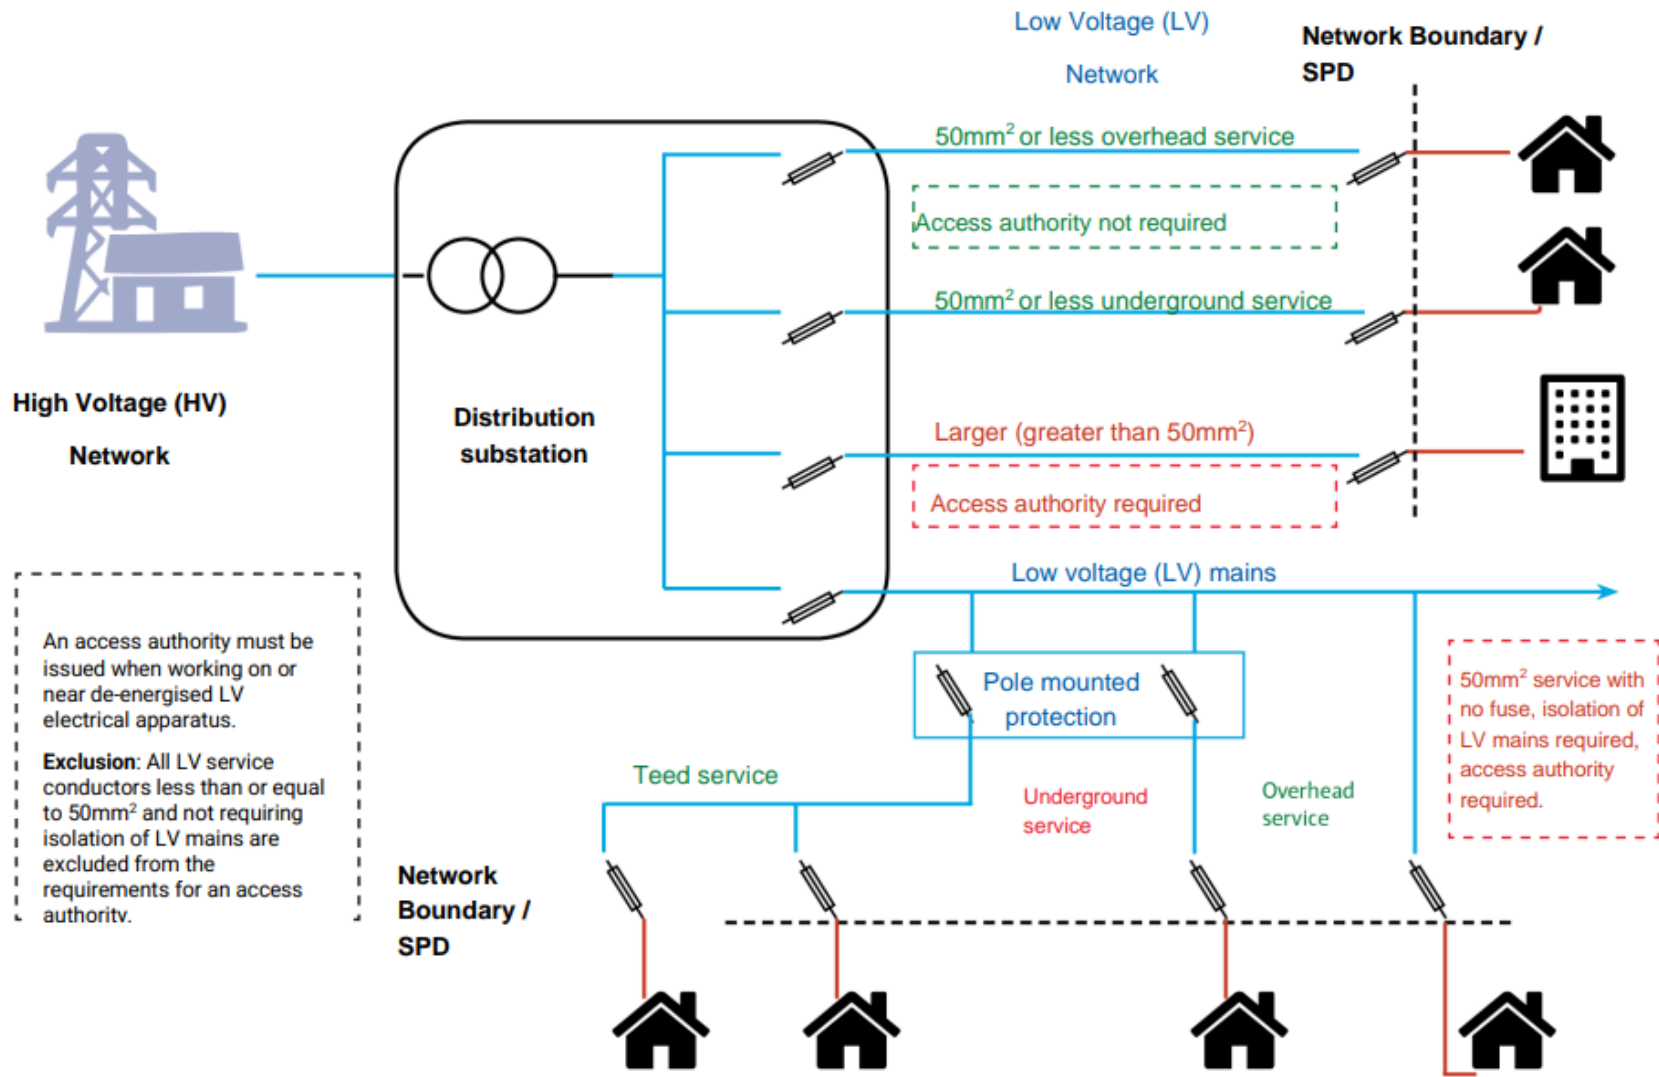 Low Voltage (LV)
Network
Network Boundary /
SPD
50mm² or less overhead service
Access authority not required
50mm² or less underground service
High Voltage (HV)
Network
Distribution
substation
Larger (greater than 50mm²)
Access authority required
Low voltage (LV) mains
An access authority must be
issued when working on or
near de-energised LV
electrical apparatus.
Exclusion: All LV service
conductors less than or equal
to 50mm² and not requiring
isolation of LV mains are
excluded from the
requirements for an access
authority.
Pole mounted
protection
50mm² service with
no fuse, isolation of
LV mains required,
access authority
required.
Teed service
Underground
service
Overhead
service
Network
Boundary /
SPD